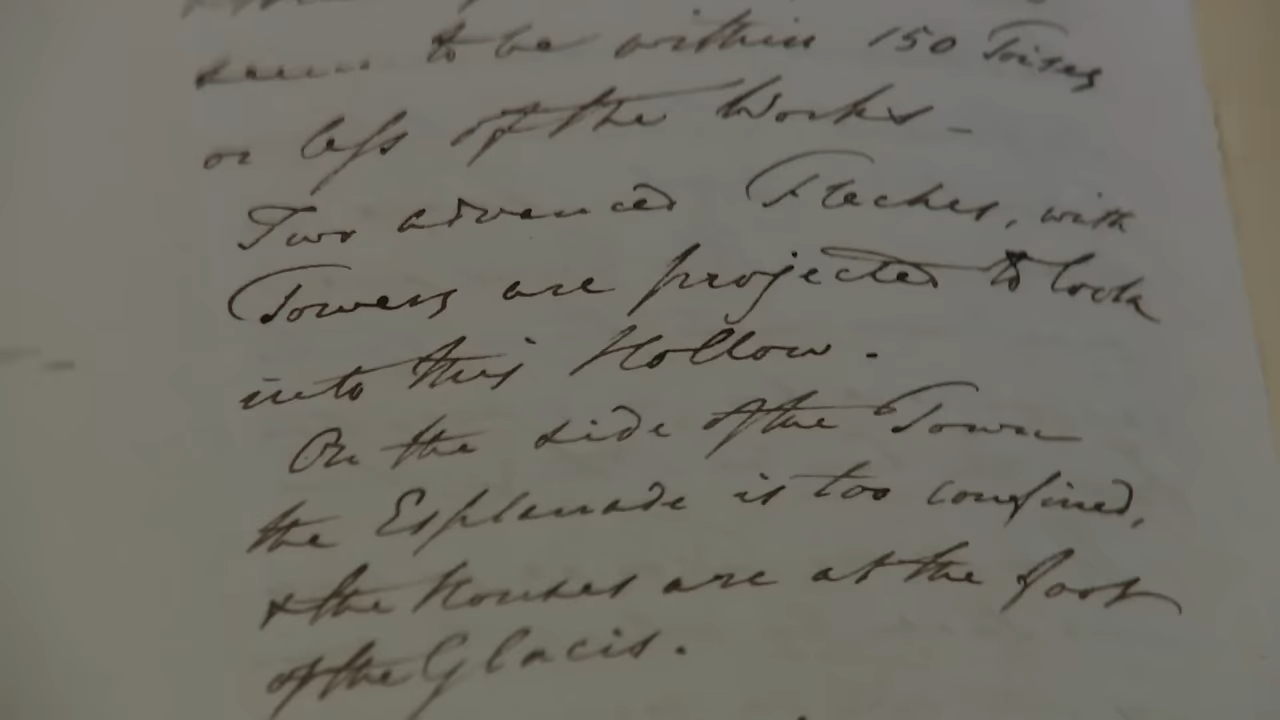 to be within 150 Toises
or less of the Works -
Two advanced Fleches, with
Towers are projected to look
into this Hollow.
On the side of the Town
the Esplanade is too confined,
& the Houses are at the foot
of the Glacis.